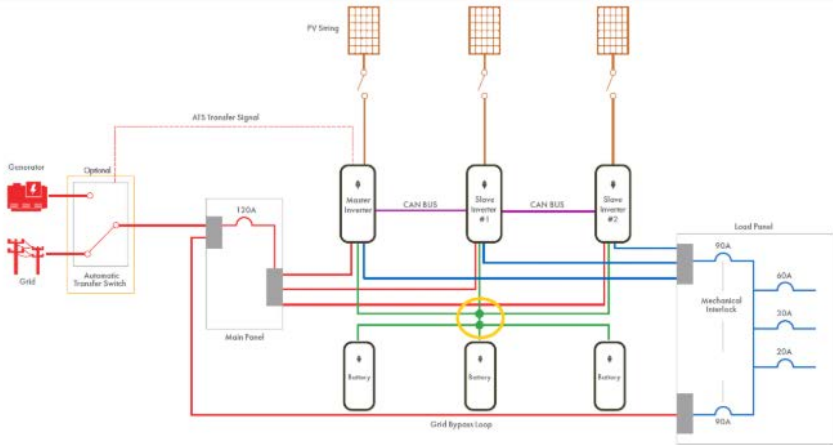 PV String
ATS Transfer Signal
Generator
Optional
Grid
Automatic
Transfer Switch
120A
Main Panel
Master
Inverter
CAN BUS
Slave
Inverter
#1
CAN BUS
Slave
Inverter
#2
Load Panel
90A
60A
Mechanical
Interlock
30A
20A
90A
Battery
Battery
Battery
Grid Bypass Loop